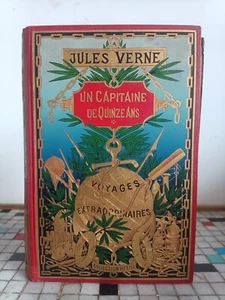 JULES VERNE
UN CAPITAINE
DE QUINZE ANS
VOYAGES
EXTRAORDINAIRES